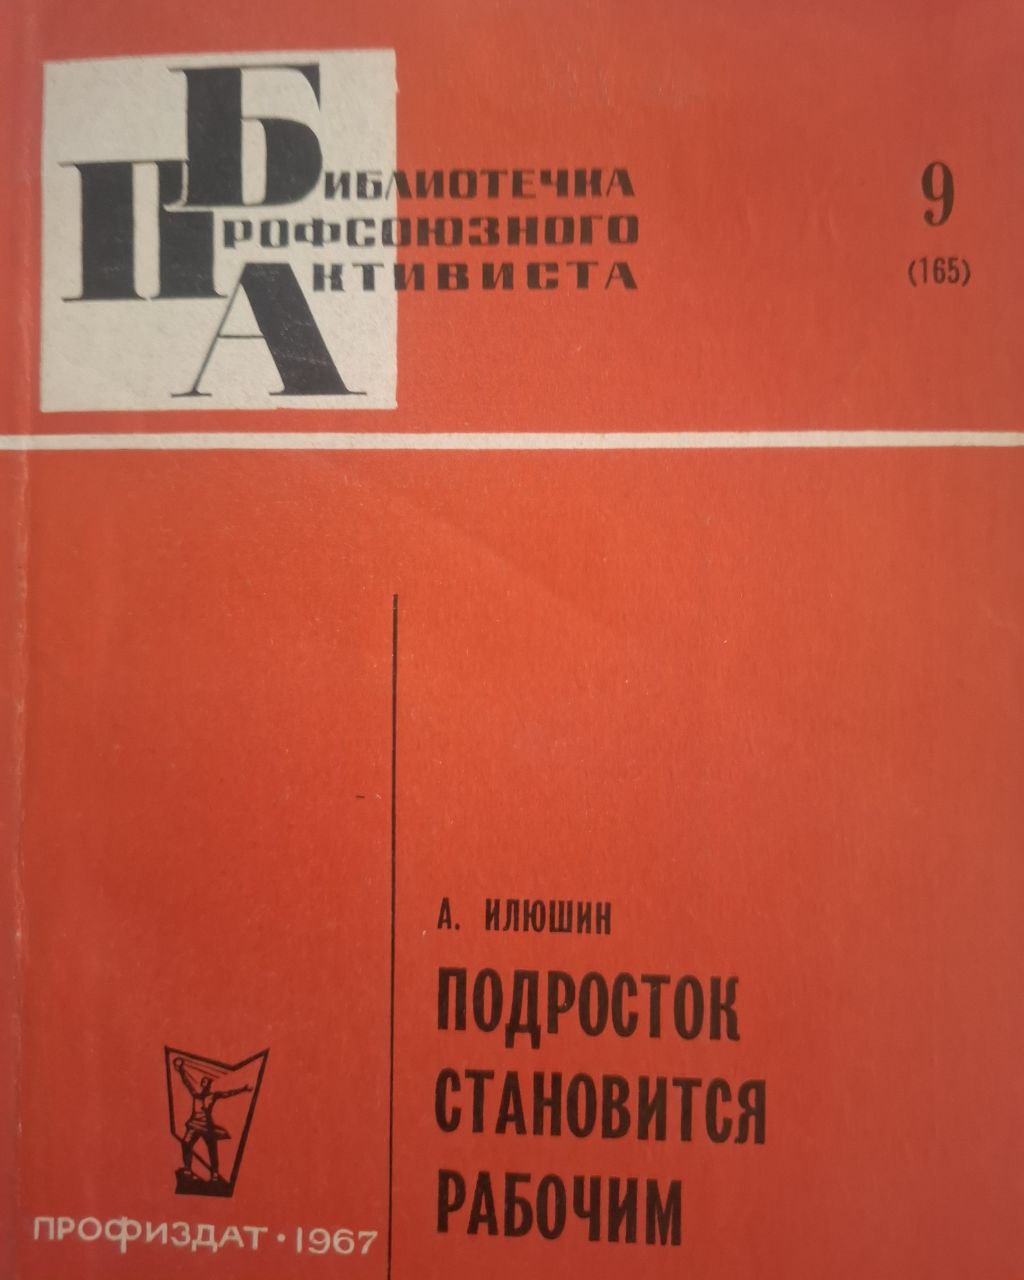 Библиотечка
Профсоюзного
Активиста
9
(165)
А. ИЛЮШИН
ПОДРОСТОК
СТАНОВИТСЯ
РАБОЧИМ
ПРОФИЗДАТ · 1967